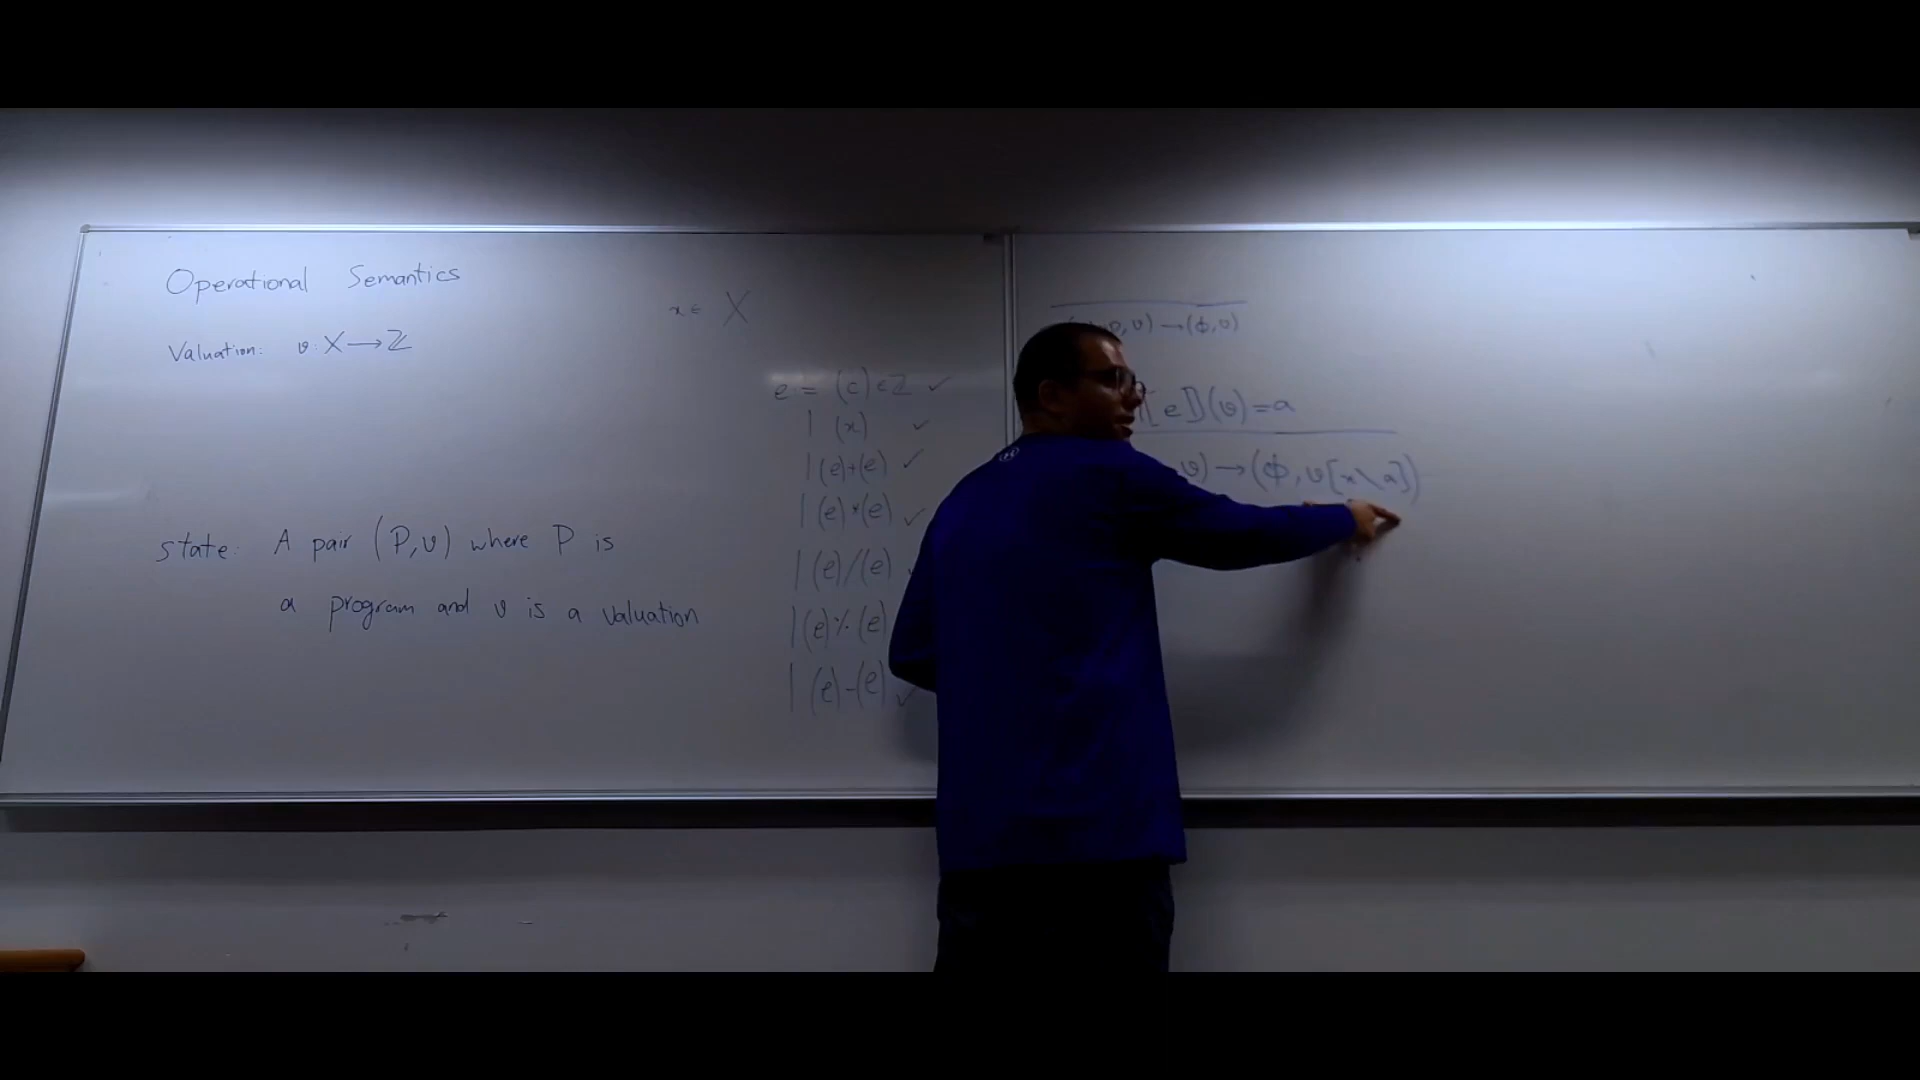 Operational Semantics
Valuation: v: X → ℤ
x ∈ X
e := (c) ∈ ℤ ✓
| (x) ✓
| (e)+(e) ✓
| (e)*(e) ✓
| (e)/(e)
| (e)%(e)
| (e)-(e) ✓
state: A pair (P,v) where P is
a program and v is a valuation
, v) → (ϕ, v)
⟦e⟧(v) = a
v) → (ϕ, v[x\a])